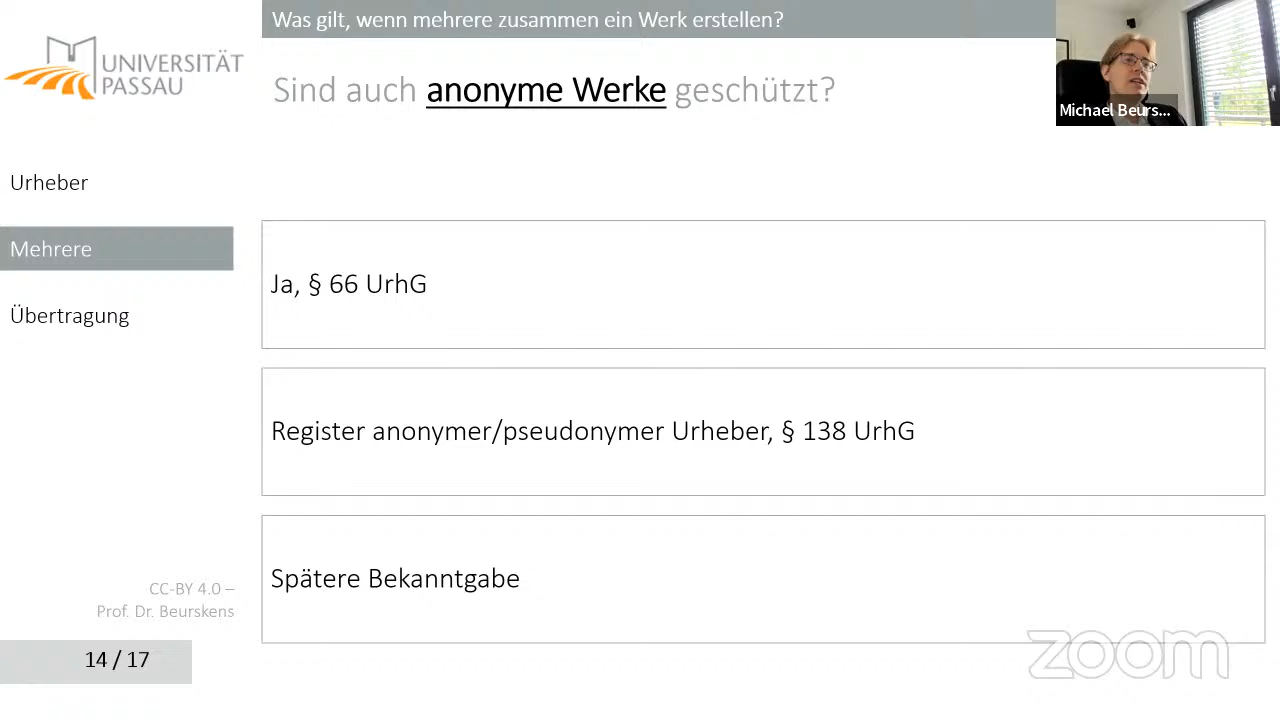 Was gilt, wenn mehrere zusammen ein Werk erstellen?
UNIVERSITÄT
PASSAU
Sind auch anonyme Werke geschützt?
Michael Beurs...
Urheber
Mehrere
Übertragung
Ja, § 66 UrhG
Register anonymer/pseudonymer Urheber, § 138 UrhG
Spätere Bekanntgabe
CC-BY 4.0 –
Prof. Dr. Beurskens
14 / 17
zoom